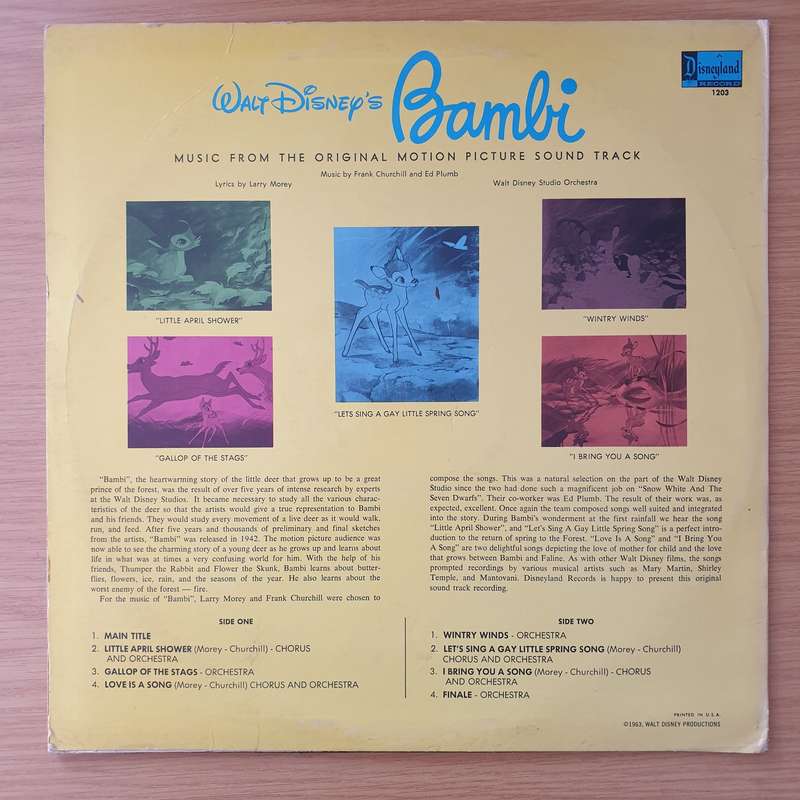 Disneyland
RECORD
1203
WALT DISNEY'S Bambi
MUSIC FROM THE ORIGINAL MOTION PICTURE SOUND TRACK
Music by Frank Churchill and Ed Plumb
Lyrics by Larry Morey
Walt Disney Studio Orchestra
"LITTLE APRIL SHOWER"
"WINTRY WINDS"
"LETS SING A GAY LITTLE SPRING SONG"
"GALLOP OF THE STAGS"
"I BRING YOU A SONG"
"Bambi", the heartwarming story of the little deer that grows up to be a great
prince of the forest, was the result of over five years of intense research by experts
at the Walt Disney Studios. It became necessary to study all the various charac-
teristics of the deer so that the artists would give a true representation to Bambi
and his friends. They would study every movement of a live deer as it would walk,
run, and feed. After five years and thousands of preliminary and final sketches
from the artists, "Bambi" was released in 1942. The motion picture audience was
now able to see the charming story of a young deer as he grows up and learns about
life in what was at times a very confusing world for him. With the help of his
friends, Thumper the Rabbit and Flower the Skunk, Bambi learns about butter-
flies, flowers, ice, rain, and the seasons of the year. He also learns about the
worst enemy of the forest — fire.
For the music of "Bambi", Larry Morey and Frank Churchill were chosen to
compose the songs. This was a natural selection on the part of the Walt Disney
Studio since the two had done such a magnificent job on "Snow White And The
Seven Dwarfs". Their co-worker was Ed Plumb. The result of their work was, as
expected, excellent. Once again the team composed songs well suited and integrated
into the story. During Bambi's wonderment at the first rainfall we hear the song
"Little April Shower", and "Let's Sing A Gay Little Spring Song" is a perfect intro-
duction to the return of spring to the Forest. "Love Is A Song" and "I Bring You
A Song" are two delightful songs depicting the love of mother for child and the love
that grows between Bambi and Faline. As with other Walt Disney films, the songs
prompted recordings by various musical artists such as Mary Martin, Shirley
Temple, and Mantovani. Disneyland Records is happy to present this original
sound track recording.
SIDE ONE
1. MAIN TITLE
2. LITTLE APRIL SHOWER (Morey - Churchill) - CHORUS
AND ORCHESTRA
3. GALLOP OF THE STAGS - ORCHESTRA
4. LOVE IS A SONG (Morey - Churchill) CHORUS AND ORCHESTRA
SIDE TWO
1. WINTRY WINDS - ORCHESTRA
2. LET'S SING A GAY LITTLE SPRING SONG (Morey - Churchill)
CHORUS AND ORCHESTRA
3. I BRING YOU A SONG (Morey - Churchill) - CHORUS
AND ORCHESTRA
4. FINALE - ORCHESTRA
PRINTED IN U.S.A.
©1963, WALT DISNEY PRODUCTIONS